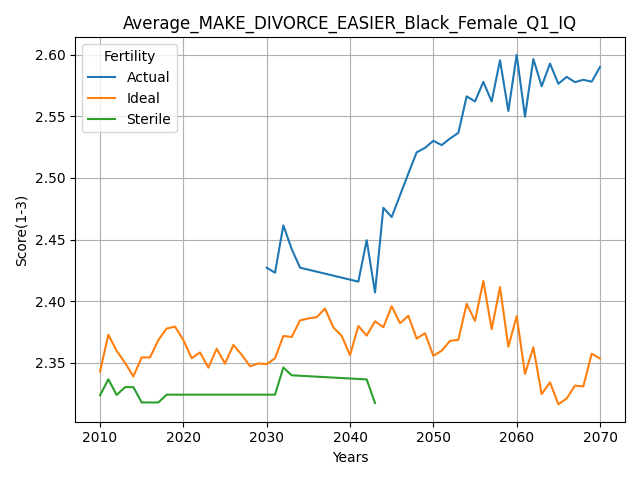 Average_MAKE_DIVORCE_EASIER_Black_Female_Q1_IQ
Fertility
Actual
Ideal
Sterile
Score(1-3)
2.60
2.55
2.50
2.45
2.40
2.35
2010 2020 2030 2040 2050 2060 2070
Years